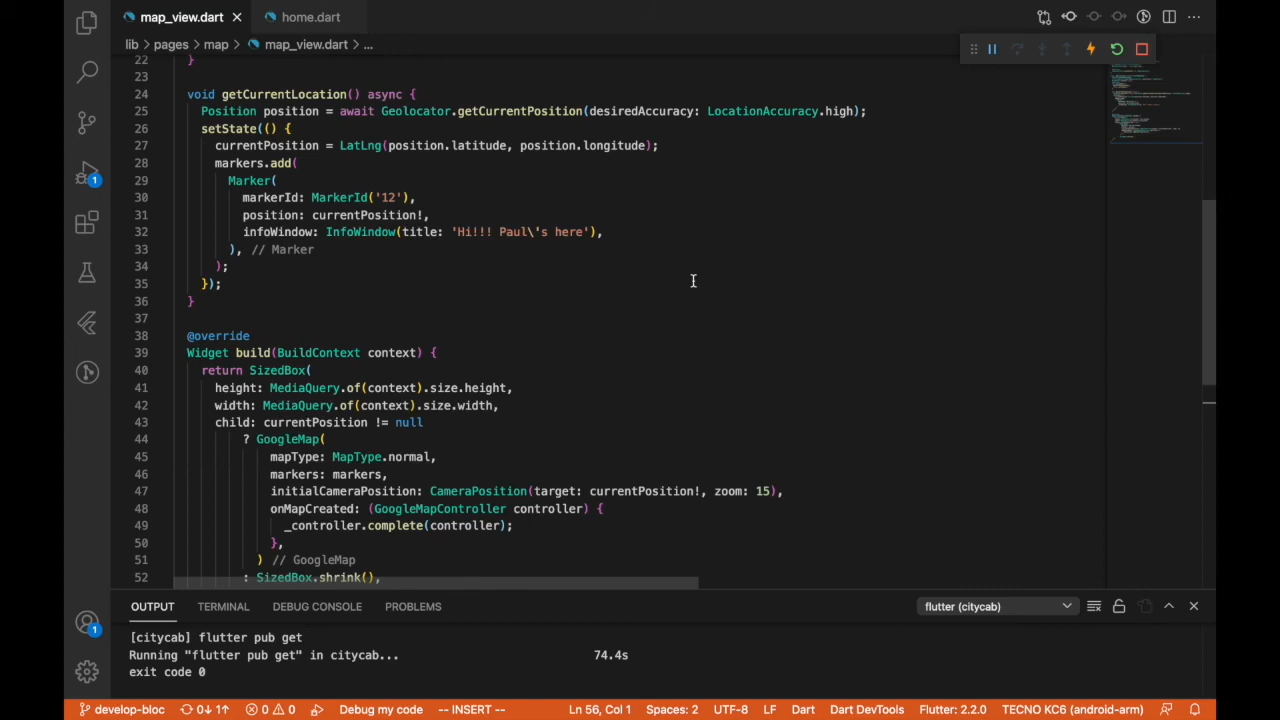 map_view.dart
home.dart
lib > pages > map > map_view.dart > ...
22 }
23
24 void getCurrentLocation() async {
25 Position position = await Geolocator.getCurrentPosition(desiredAccuracy: LocationAccuracy.high);
26 setState(() {
27 currentPosition = LatLng(position.latitude, position.longitude);
28 markers.add(
29 Marker(
30 markerId: MarkerId('12'),
31 position: currentPosition!,
32 infoWindow: InfoWindow(title: 'Hi!!! Paul\'s here'),
33 ), // Marker
34 );
35 });
36 }
37
38 @override
39 Widget build(BuildContext context) {
40 return SizedBox(
41 height: MediaQuery.of(context).size.height,
42 width: MediaQuery.of(context).size.width,
43 child: currentPosition != null
44 ? GoogleMap(
45 mapType: MapType.normal,
46 markers: markers,
47 initialCameraPosition: CameraPosition(target: currentPosition!, zoom: 15),
48 onMapCreated: (GoogleMapController controller) {
49 _controller.complete(controller);
50 },
51 ) // GoogleMap
52 : SizedBox.shrink(),
1
1
OUTPUT TERMINAL DEBUG CONSOLE PROBLEMS flutter (citycab)
[citycab] flutter pub get
Running "flutter pub get" in citycab... 74.4s
exit code 0
develop-bloc 0↓ 1↑ 0 0 Debug my code -- INSERT -- Ln 56, Col 1 Spaces: 2 UTF-8 LF Dart Dart DevTools Flutter: 2.2.0 TECNO KC6 (android-arm)